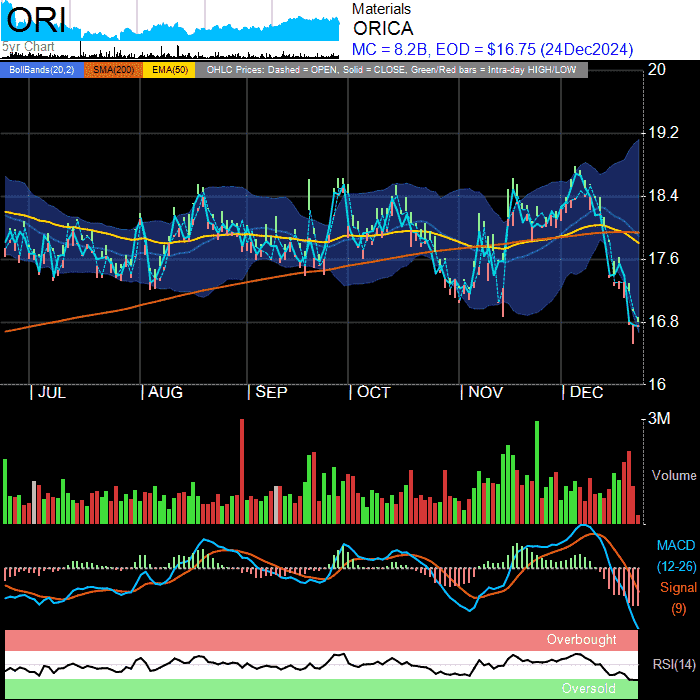 ORI
5yr Chart
Materials
ORICA
MC = 8.2B, EOD = $16.75 (24Dec2024)
BollBands(20,2) SMA(200) EMA(50) OHLC Prices: Dashed = OPEN, Solid = CLOSE, Green/Red bars = Intra-day HIGH/LOW
20
19.2
18.4
17.6
16.8
16
| JUL | AUG | SEP | OCT | NOV | DEC
3M
Volume
MACD
(12-26)
Signal
(9)
Overbought
RSI(14)
Oversold